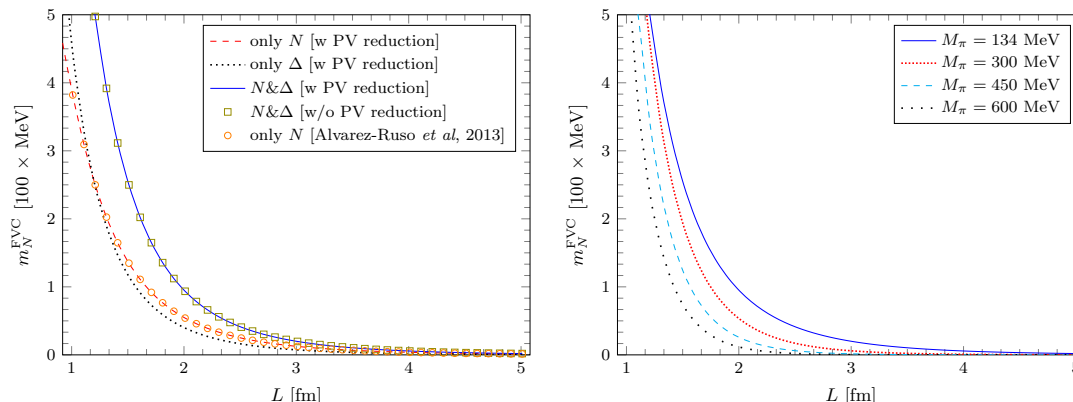 only N [w PV reduction]
only Δ [w PV reduction]
N&Δ [w PV reduction]
N&Δ [w/o PV reduction]
only N [Alvarez-Ruso et al, 2013]
5
4
3
2
1
0
1 2 3 4 5
m_N^FVC [100 × MeV]
L [fm]
M_π = 134 MeV
M_π = 300 MeV
M_π = 450 MeV
M_π = 600 MeV
5
4
3
2
1
0
1 2 3 4 5
m_N^FVC [100 × MeV]
L [fm]